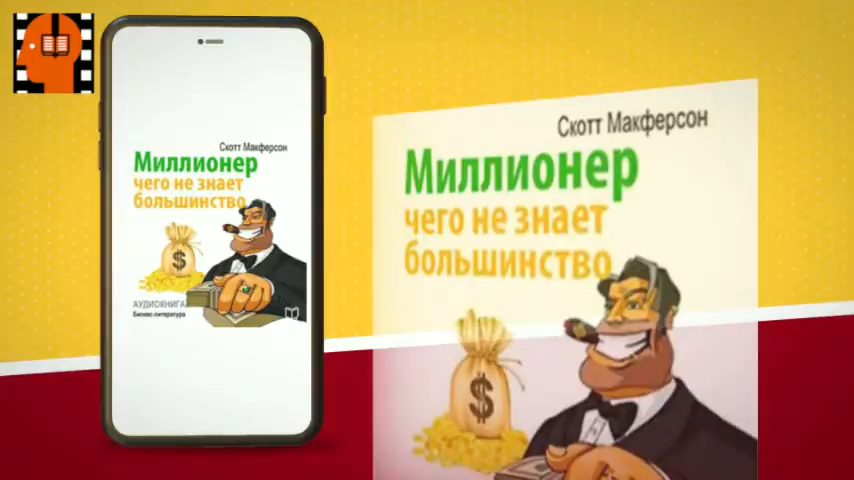 Скотт Макферсон
Миллионер
чего не знает
большинство
$
АУДИОКНИГА
Бизнес-литература
Скотт Макферсон
Миллионер
чего не знает
большинство
$